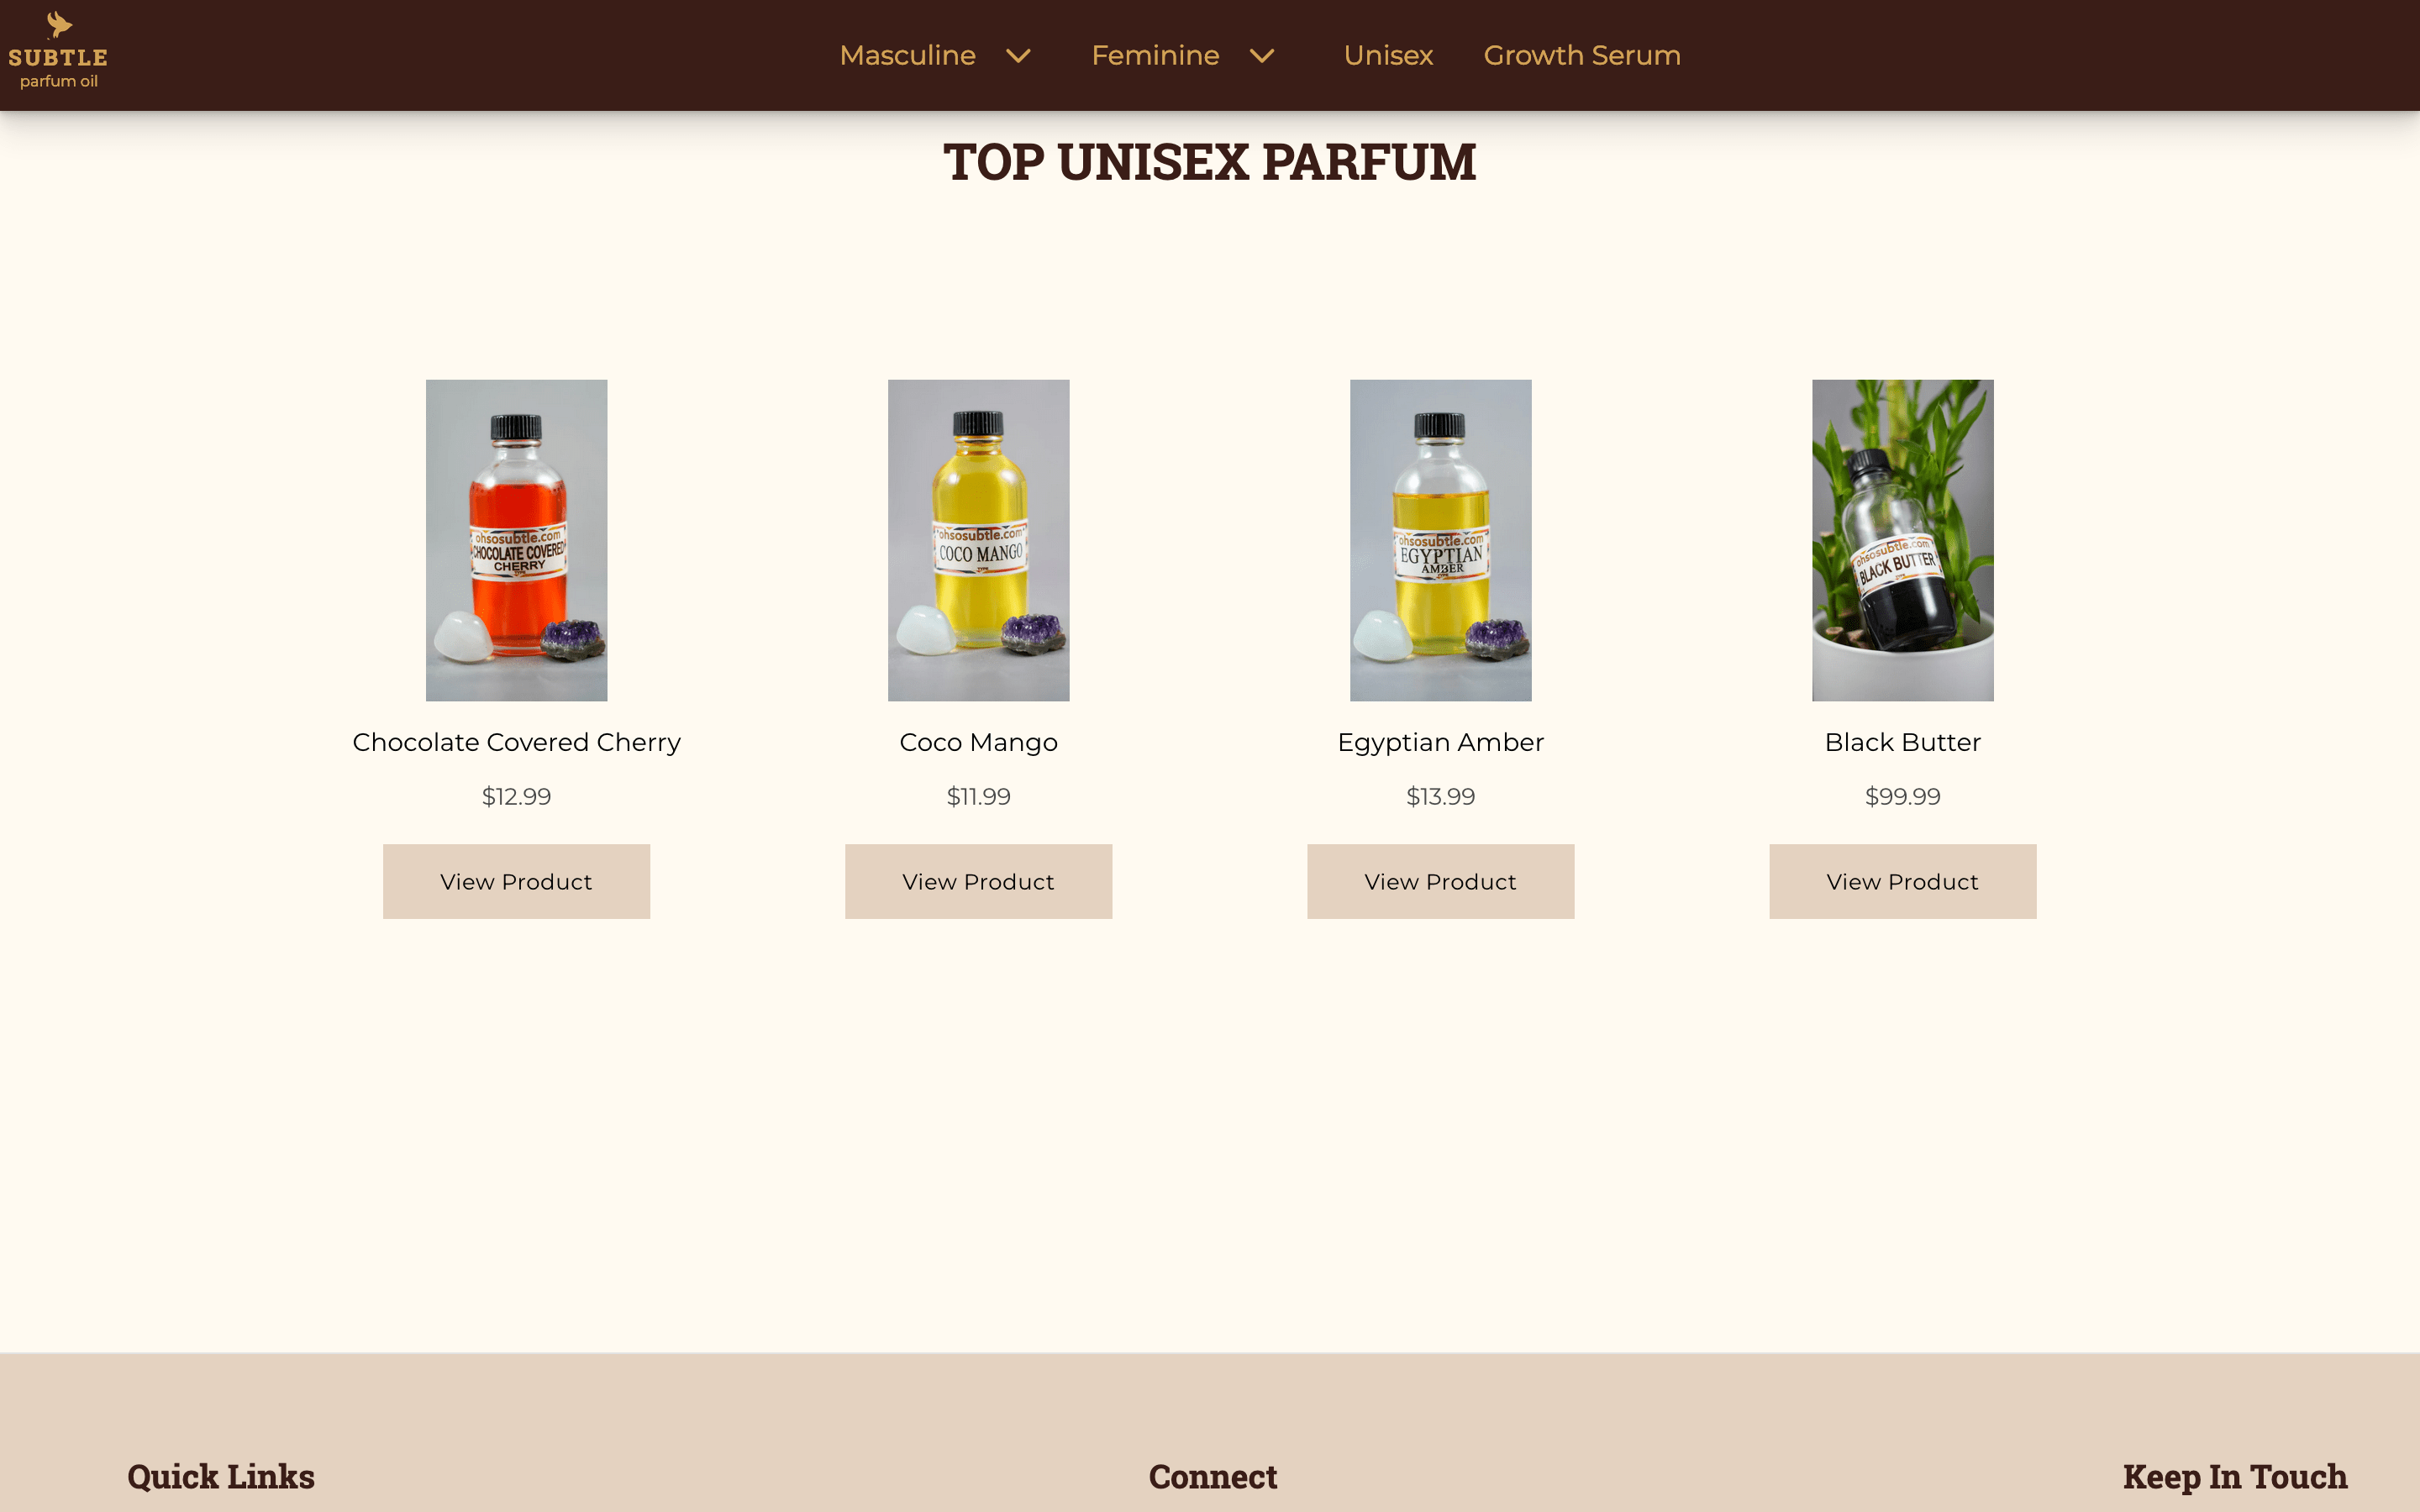 SUBTLE
parfum oil
Masculine
Feminine
Unisex
Growth Serum
TOP UNISEX PARFUM
ohsosubtle.com
CHOCOLATE COVERED
CHERRY
TYPE
ohsosubtle.com
COCO MANGO
TYPE
ohsosubtle.com
EGYPTIAN
AMBER
TYPE
ohsosubtle.com
BLACK BUTTER
Chocolate Covered Cherry
Coco Mango
Egyptian Amber
Black Butter
$12.99
$11.99
$13.99
$99.99
View Product
View Product
View Product
View Product
Quick Links
Connect
Keep In Touch